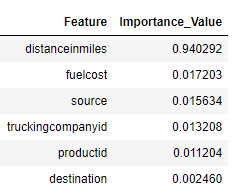 Feature Importance_Value
distanceinmiles 0.940292
fuelcost 0.017203
source 0.015634
truckingcompanyid 0.013208
productid 0.011204
destination 0.002460